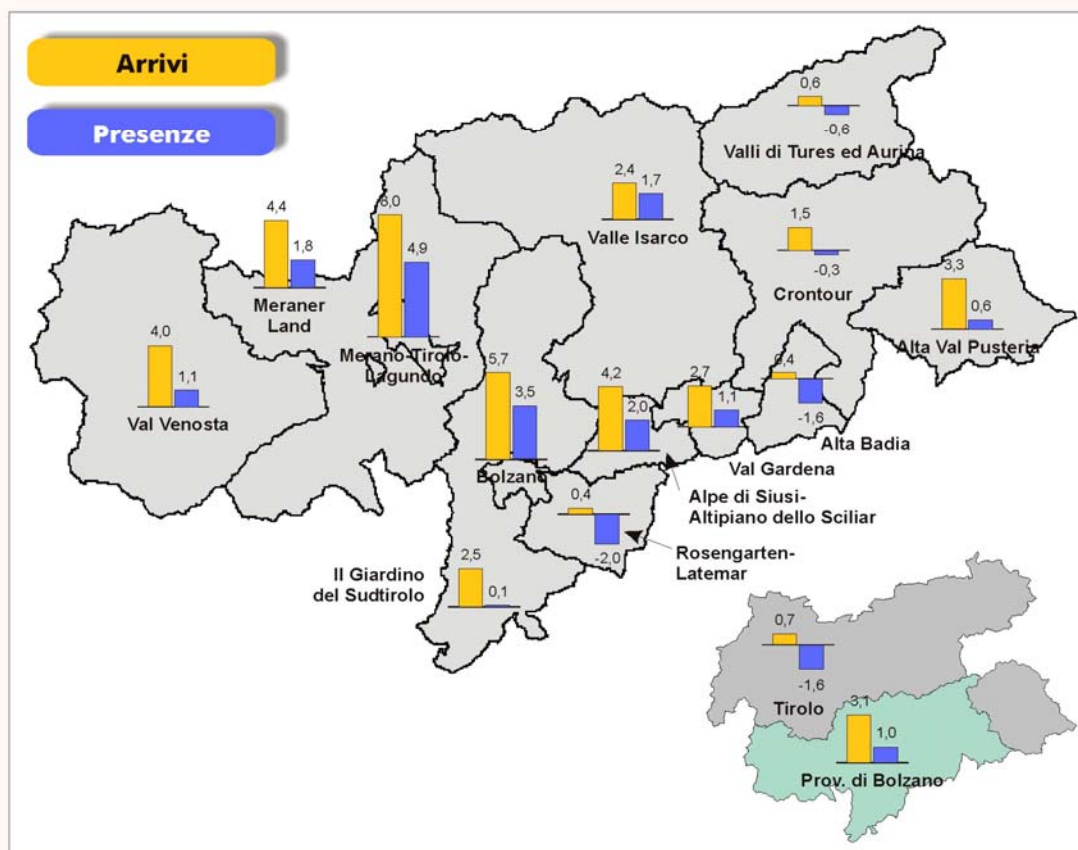 Arrivi
Presenze
0,6
-0,6
Valli di Tures ed Aurina
2,4
1,7
Valle Isarco
4,4
1,8
Meraner
Land
8,0
4,9
Merano-Tirolo-
Lagundo
1,5
-0,3
Crontour
3,3
0,6
Alta Val Pusteria
4,0
1,1
Val Venosta
5,7
3,5
Bolzano
4,2
2,0
Alpe di Siusi-
Altipiano dello Sciliar
2,7
1,1
Val Gardena
0,4
-1,6
Alta Badia
0,4
-2,0
Rosengarten-
Latemar
2,5
0,1
Il Giardino
del Sudtirolo
0,7
-1,6
Tirolo
3,1
1,0
Prov. di Bolzano